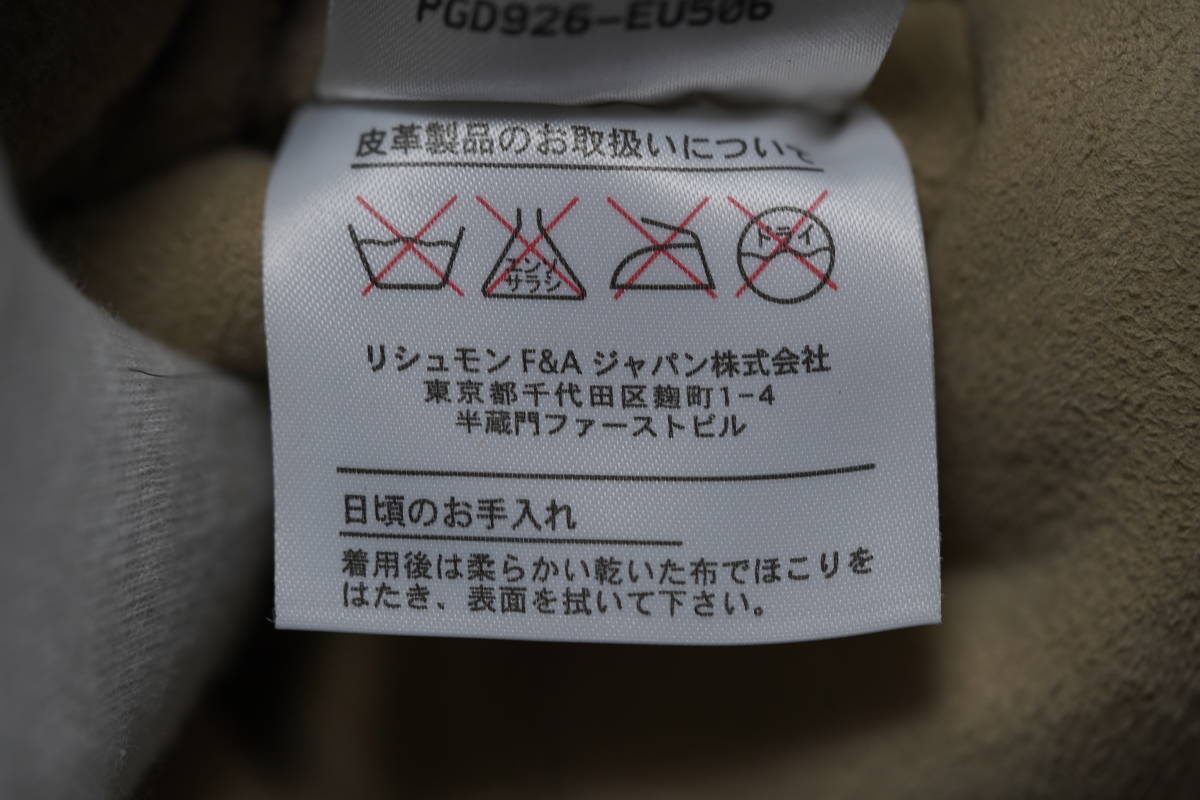 PGD926-EU506
皮革製品のお取扱いについて
エンソ
サラシ
ドライ
リシュモン F&A ジャパン株式会社
東京都千代田区麹町1-4
半蔵門ファーストビル
日頃のお手入れ
着用後は柔らかい乾いた布でほこりを
はたき、表面を拭いて下さい。